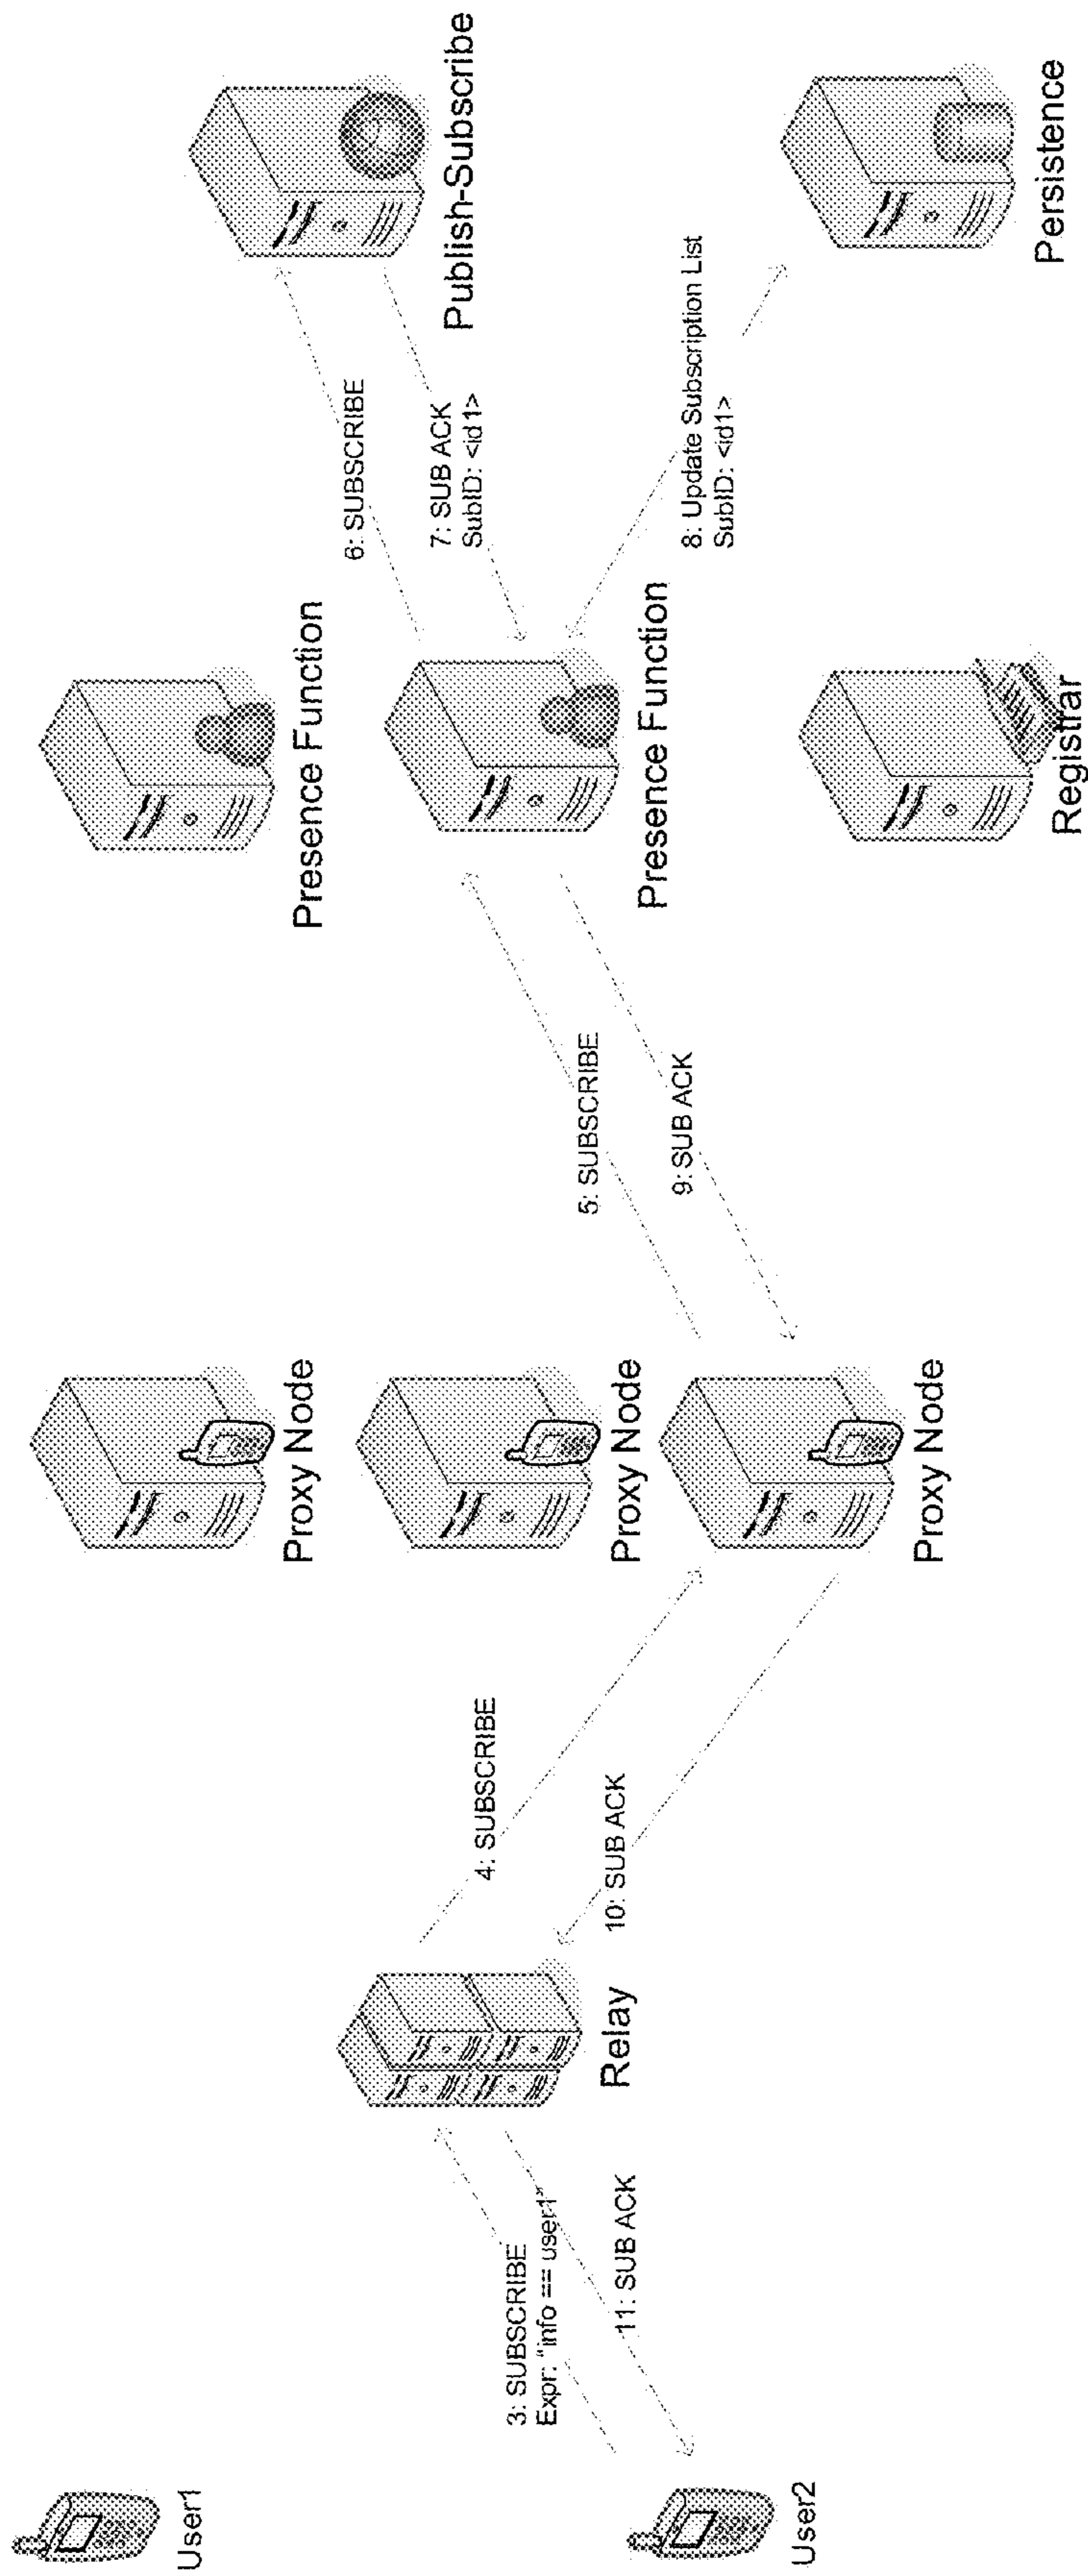 User1
User2
3: SUBSCRIBE
Expr: "info == user1"
11: SUB ACK
Relay
4: SUBSCRIBE
10: SUB ACK
Proxy Node
Proxy Node
Proxy Node
5: SUBSCRIBE
9: SUB ACK
Presence Function
Presence Function
Registrar
6: SUBSCRIBE
7: SUB ACK
SubID: <id1>
8: Update Subscription List
SubID: <id1>
Publish-Subscribe
Persistence